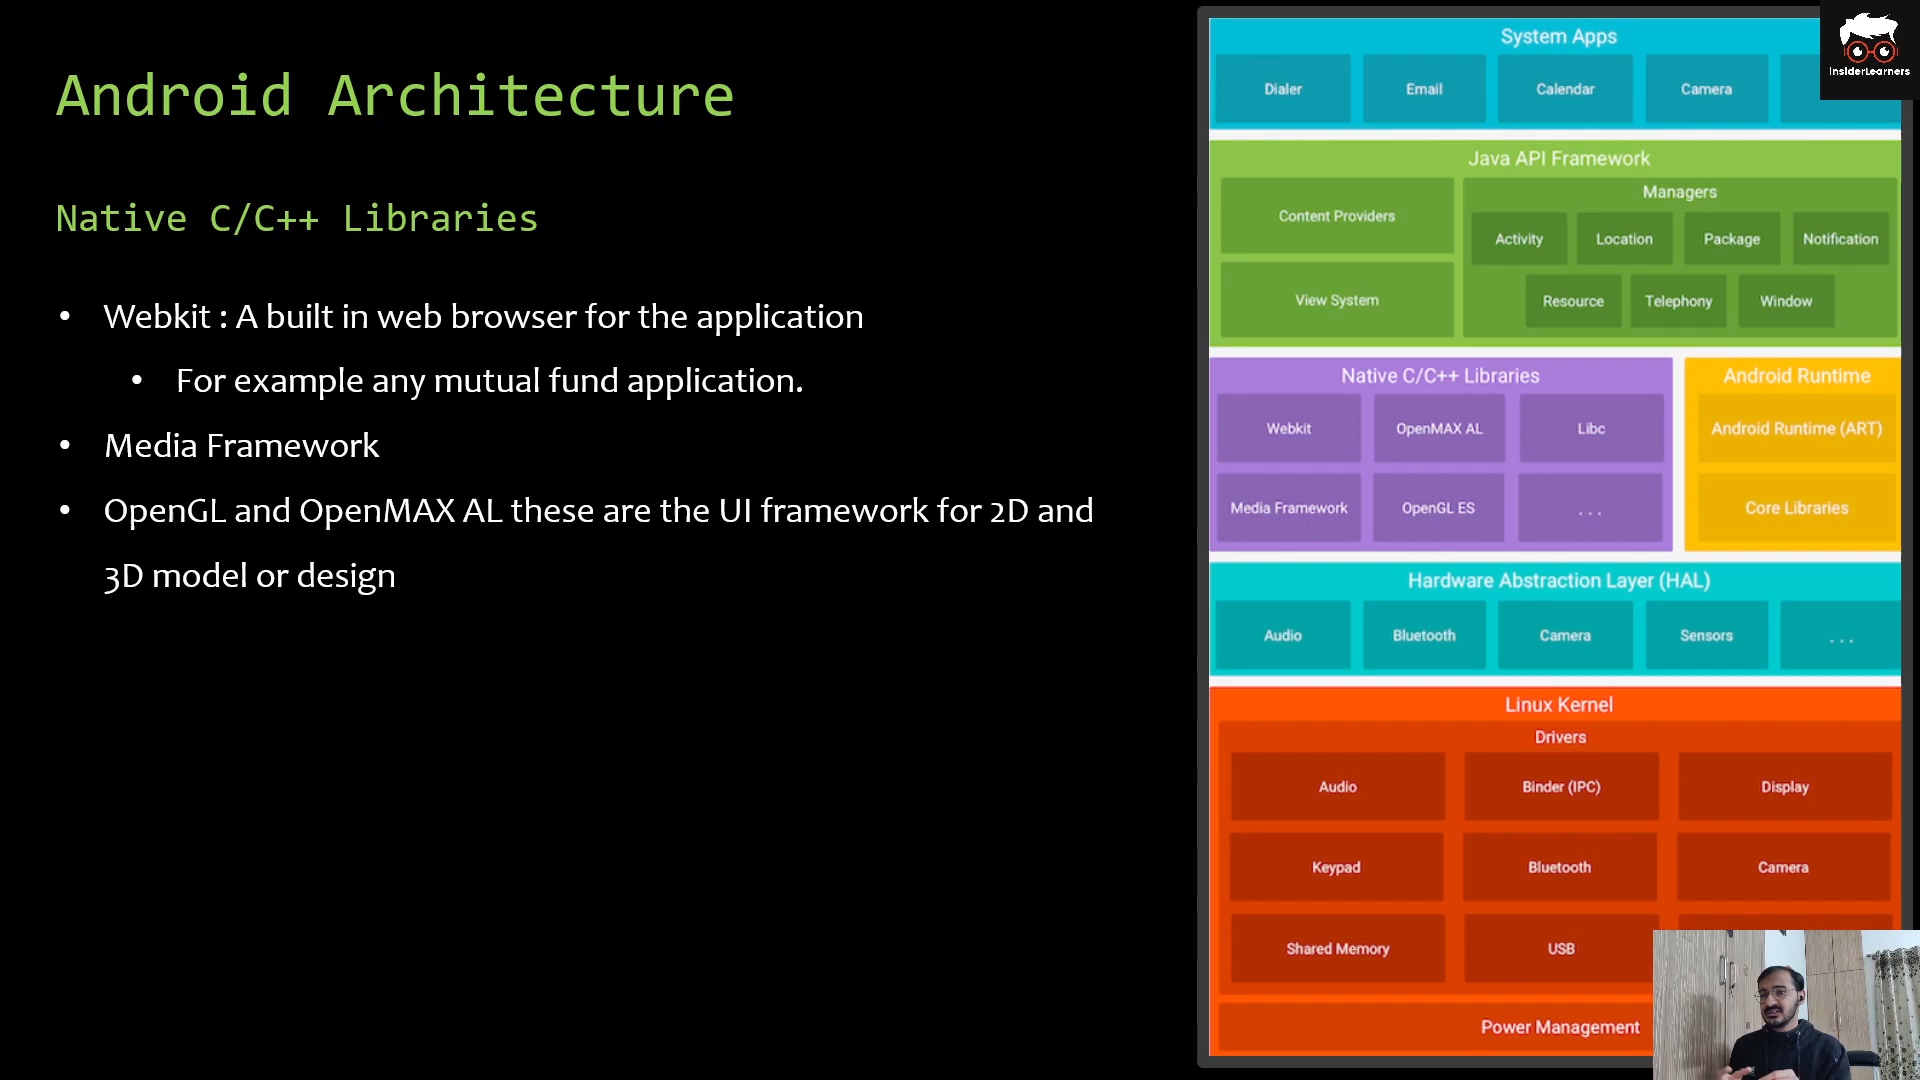 Android Architecture
Native C/C++ Libraries
• Webkit : A built in web browser for the application
• For example any mutual fund application.
• Media Framework
• OpenGL and OpenMAX AL these are the UI framework for 2D and
3D model or design
System Apps
Dialer Email Calendar Camera
InsiderLearners
Java API Framework
Content Providers
View System
Managers
Activity Location Package Notification
Resource Telephony Window
Native C/C++ Libraries
Webkit OpenMAX AL Libc
Media Framework OpenGL ES . . .
Android Runtime
Android Runtime (ART)
Core Libraries
Hardware Abstraction Layer (HAL)
Audio Bluetooth Camera Sensors . . .
Linux Kernel
Drivers
Audio Binder (IPC) Display
Keypad Bluetooth Camera
Shared Memory USB
Power Management